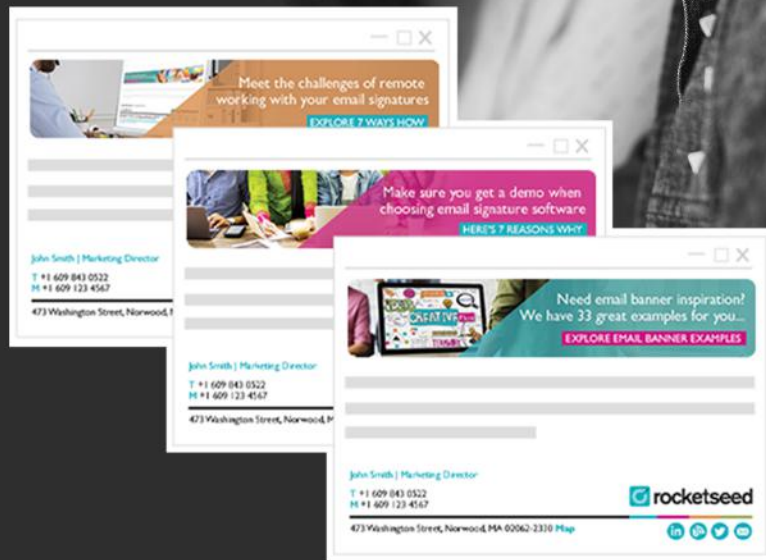 Meet the challenges of remote
working with your email signatures
EXPLORE 7 WAYS HOW
John Smith | Marketing Director
T +1 609 843 0522
M +1 609 123 4567
473 Washington Street, Norwood,
Make sure you get a demo when
choosing email signature software
HERE'S 7 REASONS WHY
John Smith | Marketing Director
T +1 609 843 0522
M +1 609 123 4567
473 Washington Street, Norwood, M
Need email banner inspiration?
We have 33 great examples for you...
EXPLORE EMAIL BANNER EXAMPLES
CREATIVE
John Smith | Marketing Director
T +1 609 843 0522
M +1 609 123 4567
rocketseed
473 Washington Street, Norwood, MA 02062-2330 Map
in